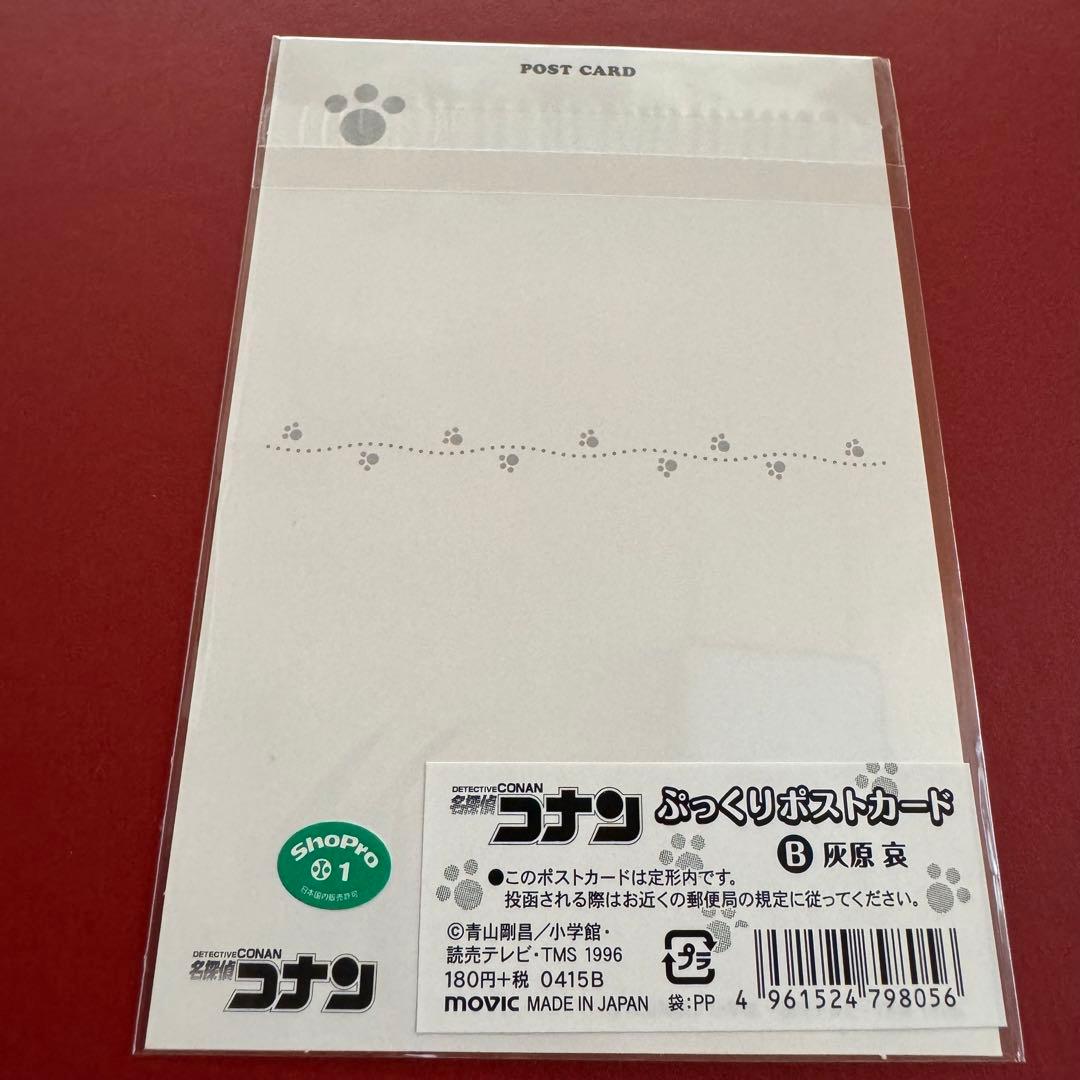 POST CARD
DETECTIVE CONAN
名探偵コナン ぷっくりポストカード
B 灰原 哀
●このポストカードは定形内です。
投函される際はお近くの郵便局の規定に従ってください。
©青山剛昌/小学館・
読売テレビ・TMS 1996
180円+税 0415B
movic MADE IN JAPAN
プラ
袋:PP
4 961524 798056
ShoPro
1
日本国内販売許可
DETECTIVE CONAN
名探偵コナン